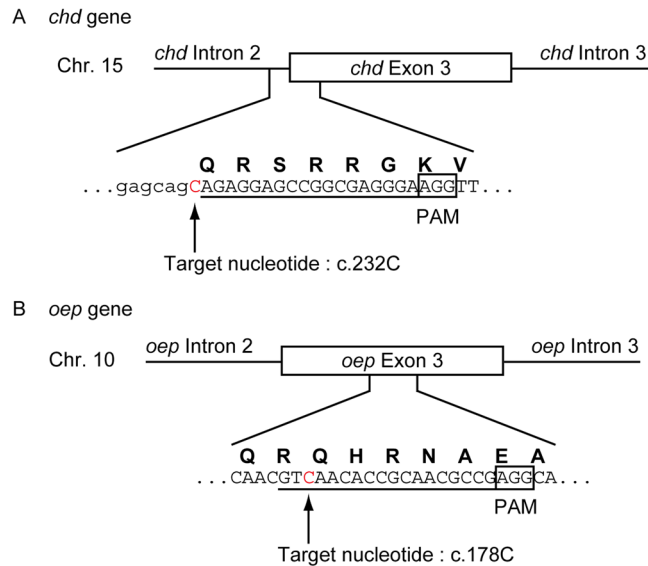 A chd gene
chd Intron 2 chd Intron 3
Chr. 15 chd Exon 3
Q R S R R G K V
...gagcagCAGAGGAGCCGGCGAGGGAAGGTT...
PAM
Target nucleotide : c.232C
B oep gene
oep Intron 2 oep Intron 3
Chr. 10 oep Exon 3
Q R Q H R N A E A
...CAACGTCAACACCGCAACGCCGAGGCA...
PAM
Target nucleotide : c.178C